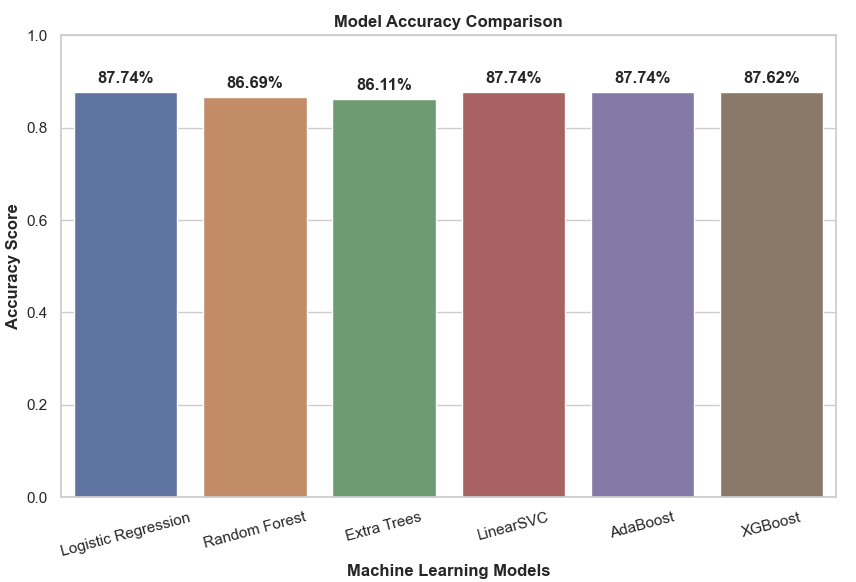 Model Accuracy Comparison
1.0
0.8
0.6
0.4
0.2
0.0
Accuracy Score
87.74%
86.69%
86.11%
87.74%
87.74%
87.62%
Logistic Regression
Random Forest
Extra Trees
LinearSVC
AdaBoost
XGBoost
Machine Learning Models